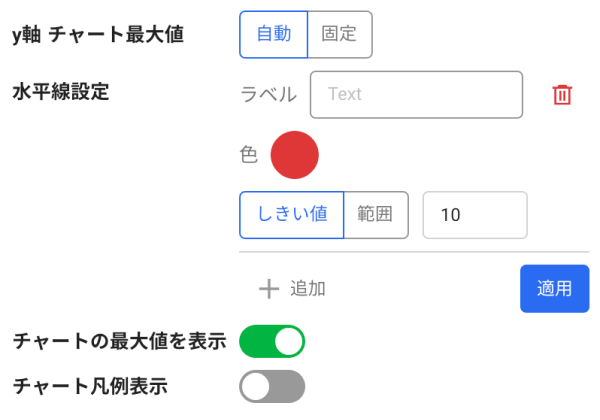 y軸 チャート最大値 自動 固定
水平線設定 ラベル Text
色
しきい値 範囲 10
追加 適用
チャートの最大値を表示
チャート凡例表示